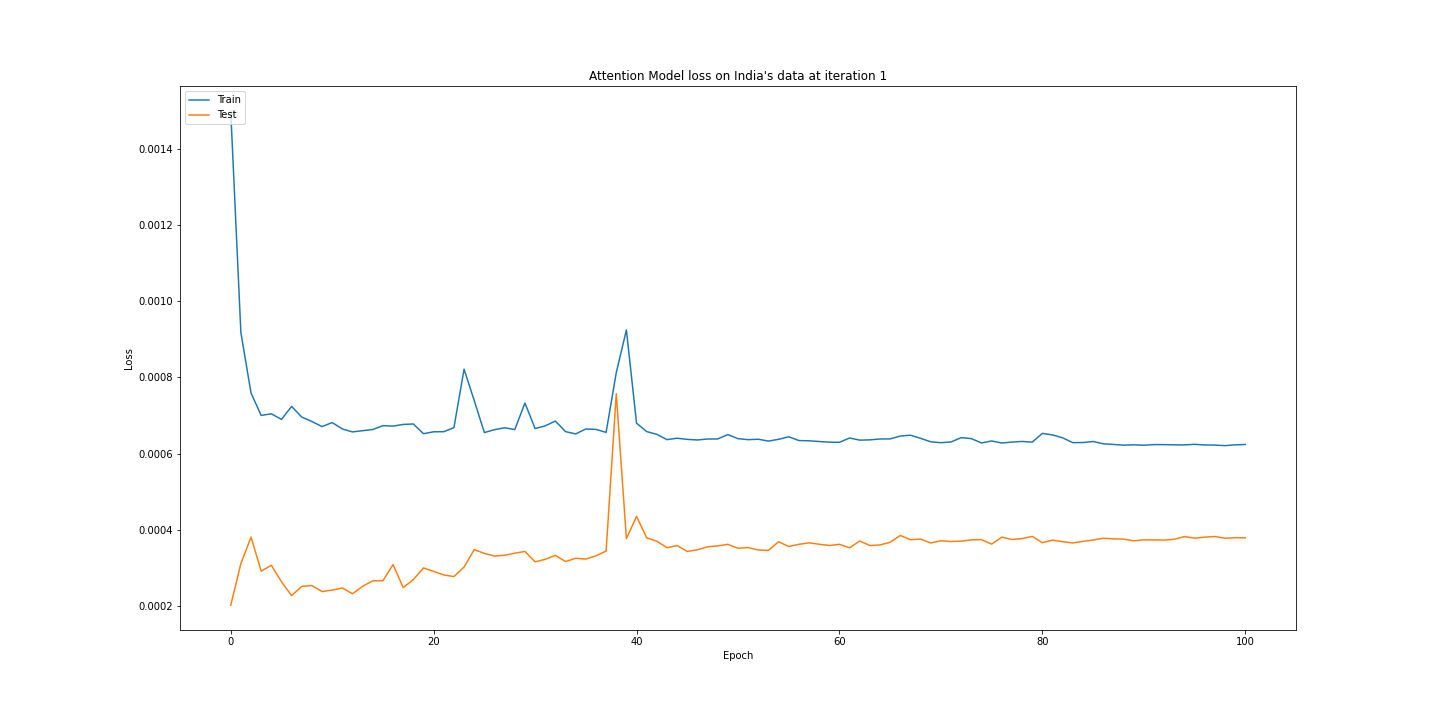 Attention Model loss on India's data at iteration 1
Train
Test
0.0014
0.0012
0.0010
0.0008
0.0006
0.0004
0.0002
Loss
0 20 40 60 80 100
Epoch